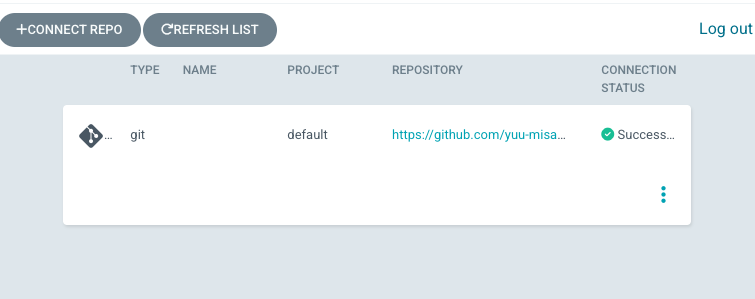 +CONNECT REPO REFRESH LIST Log out
TYPE NAME PROJECT REPOSITORY CONNECTION STATUS
... git default https://github.com/yuu-misa... Success...